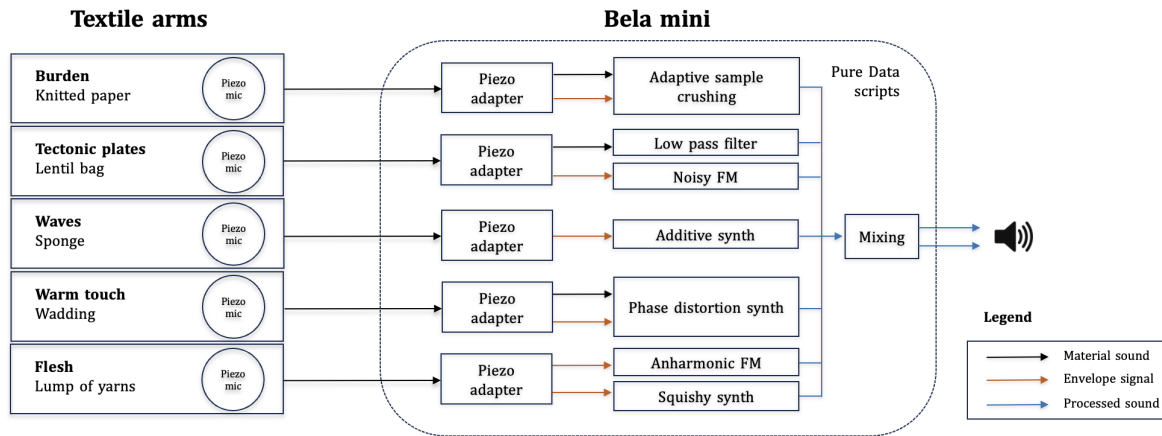 Textile arms
Bela mini
Burden
Knitted paper
Piezo
mic
Piezo
adapter
Adaptive sample
crushing
Pure Data
scripts
Tectonic plates
Lentil bag
Piezo
mic
Piezo
adapter
Low pass filter
Noisy FM
Waves
Sponge
Piezo
mic
Piezo
adapter
Additive synth
Mixing
Warm touch
Wadding
Piezo
mic
Piezo
adapter
Phase distortion synth
Flesh
Lump of yarns
Piezo
mic
Piezo
adapter
Anharmonic FM
Squishy synth
Legend
Material sound
Envelope signal
Processed sound